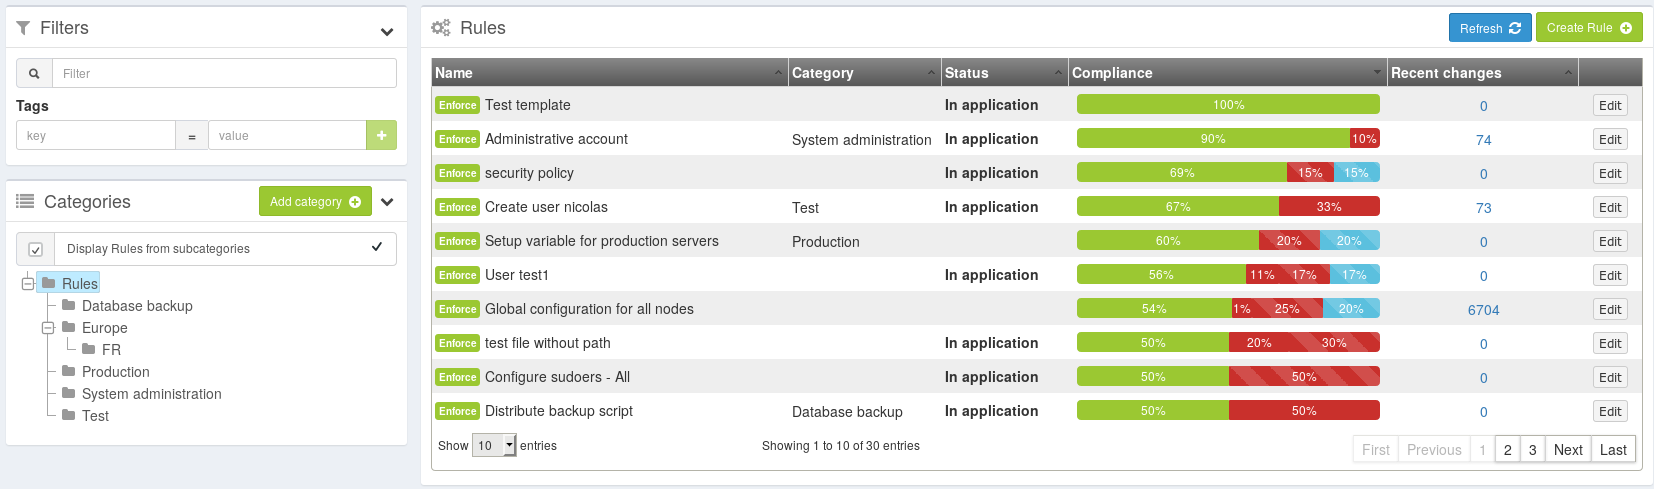 Filters
Filter
Tags
key = value +
Categories Add category
Display Rules from subcategories
Rules
Database backup
Europe
FR
Production
System administration
Test
Rules Refresh Create Rule
Name Category Status Compliance Recent changes
Enforce Test template In application 100% 0 Edit
Enforce Administrative account System administration In application 90% 10% 74 Edit
Enforce security policy In application 69% 15% 15% 0 Edit
Enforce Create user nicolas Test In application 67% 33% 73 Edit
Enforce Setup variable for production servers Production 60% 20% 20% 0 Edit
Enforce User test1 In application 56% 11% 17% 17% 0 Edit
Enforce Global configuration for all nodes 54% 1% 25% 20% 6704 Edit
Enforce test file without path In application 50% 20% 30% 0 Edit
Enforce Configure sudoers - All In application 50% 50% 0 Edit
Enforce Distribute backup script Database backup In application 50% 50% 0 Edit
Show 10 entries Showing 1 to 10 of 30 entries First Previous 1 2 3 Next Last